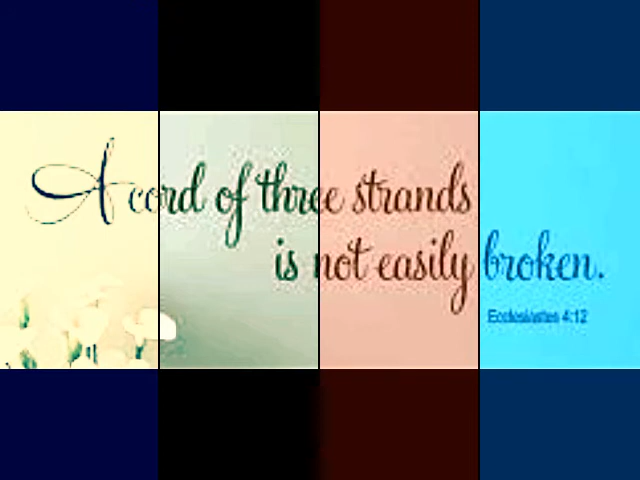 A cord of three strands
is not easily broken.
Ecclesiastes 4:12